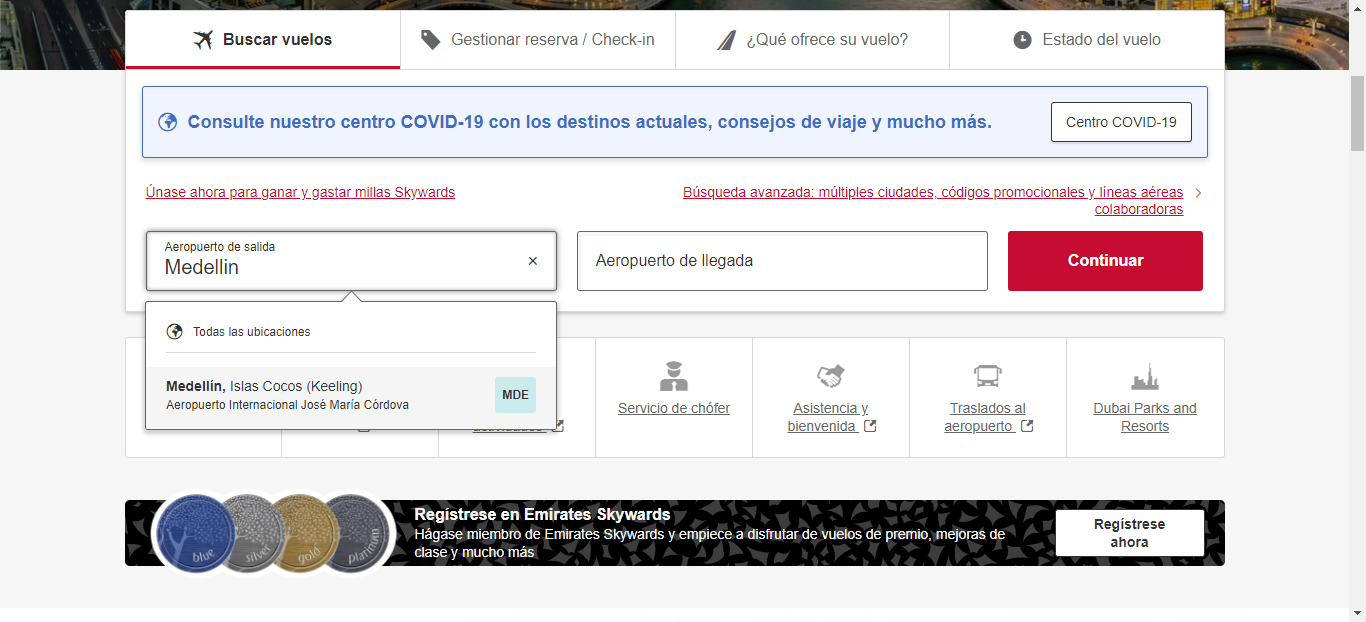 Buscar vuelos
Gestionar reserva / Check-in
¿Qué ofrece su vuelo?
Estado del vuelo
Consulte nuestro centro COVID-19 con los destinos actuales, consejos de viaje y mucho más.
Centro COVID-19
Únase ahora para ganar y gastar millas Skywards
Búsqueda avanzada: múltiples ciudades, códigos promocionales y líneas aéreas
colaboradoras
Aeropuerto de salida
Medellin
×
Aeropuerto de llegada
Continuar
Todas las ubicaciones
Medellín, Islas Cocos (Keeling)
Aeropuerto Internacional José María Córdova
MDE
Servicio de chófer
Asistencia y
bienvenida
Traslados al
aeropuerto
Dubai Parks and
Resorts
blue
silver
gold
platinum
Regístrese en Emirates Skywards
Hágase miembro de Emirates Skywards y empiece a disfrutar de vuelos de premio, mejoras de
clase y mucho más
Regístrese
ahora